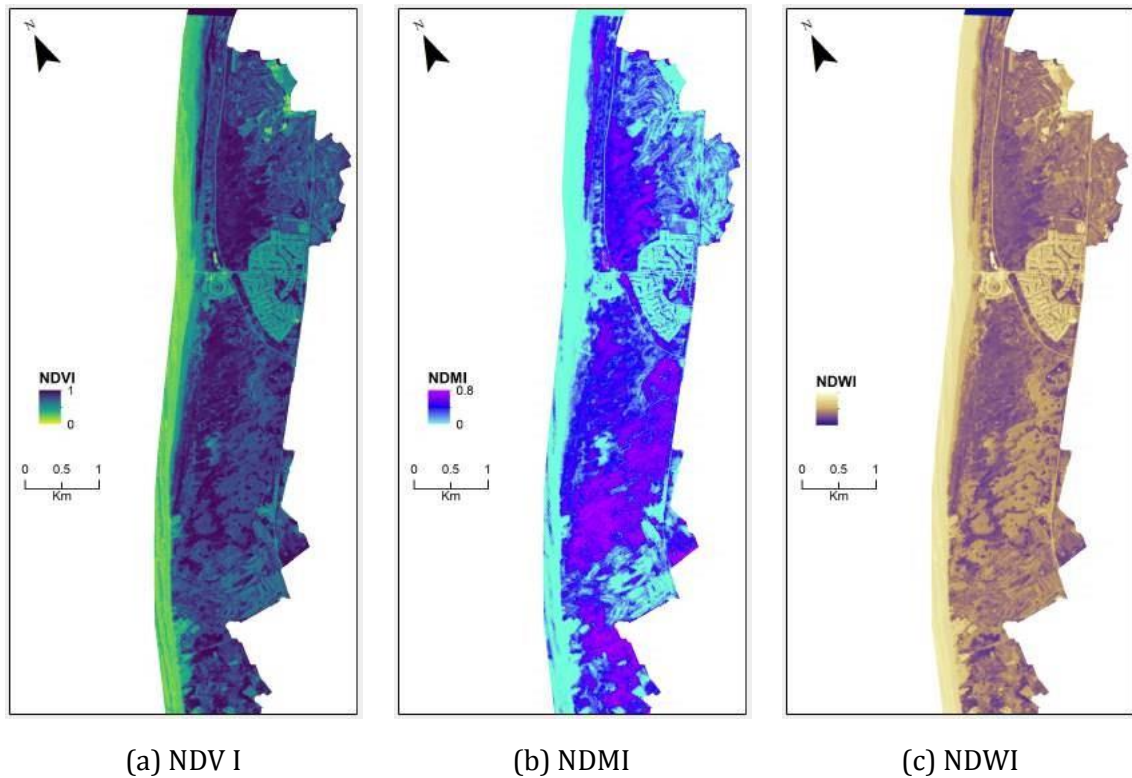 N
N
N
NDVI
1
0
NDMI
0.8
0
NDWI
0 0.5 1
Km
0 0.5 1
Km
0 0.5 1
Km
(a) NDV I
(b) NDMI
(c) NDWI